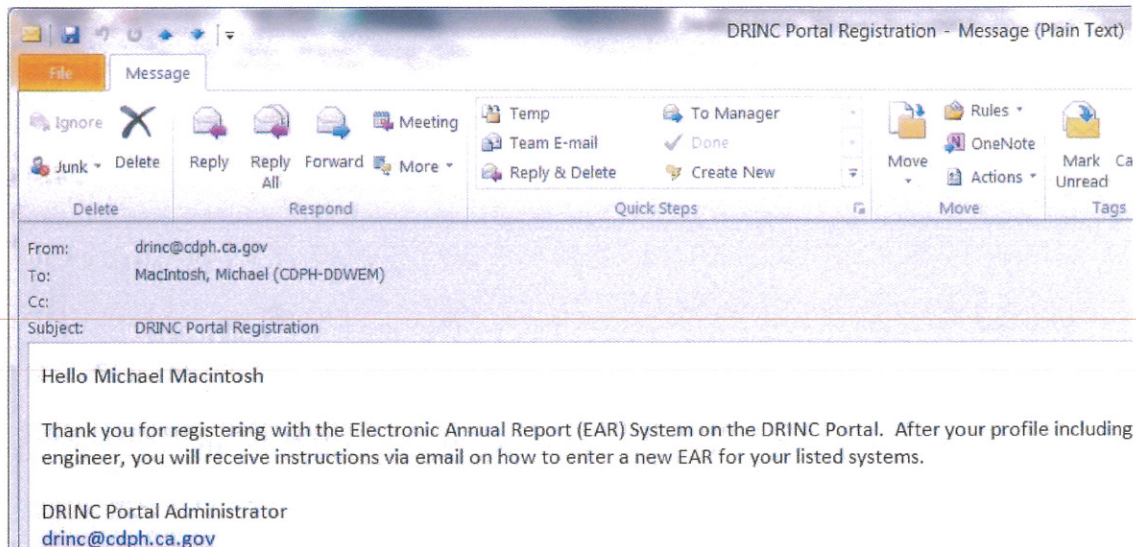 DRINC Portal Registration - Message (Plain Text)
File Message
Ignore Delete Reply Reply All Forward Meeting Temp To Manager Move Rules Mark Unread
Junk More Team E-mail Done OneNote
Reply & Delete Create New Actions
Delete Respond Quick Steps Move Tags
From: drinc@cdph.ca.gov
To: MacIntosh, Michael (CDPH-DDWEM)
Cc:
Subject: DRINC Portal Registration
Hello Michael Macintosh
Thank you for registering with the Electronic Annual Report (EAR) System on the DRINC Portal. After your profile including
engineer, you will receive instructions via email on how to enter a new EAR for your listed systems.
DRINC Portal Administrator
drinc@cdph.ca.gov